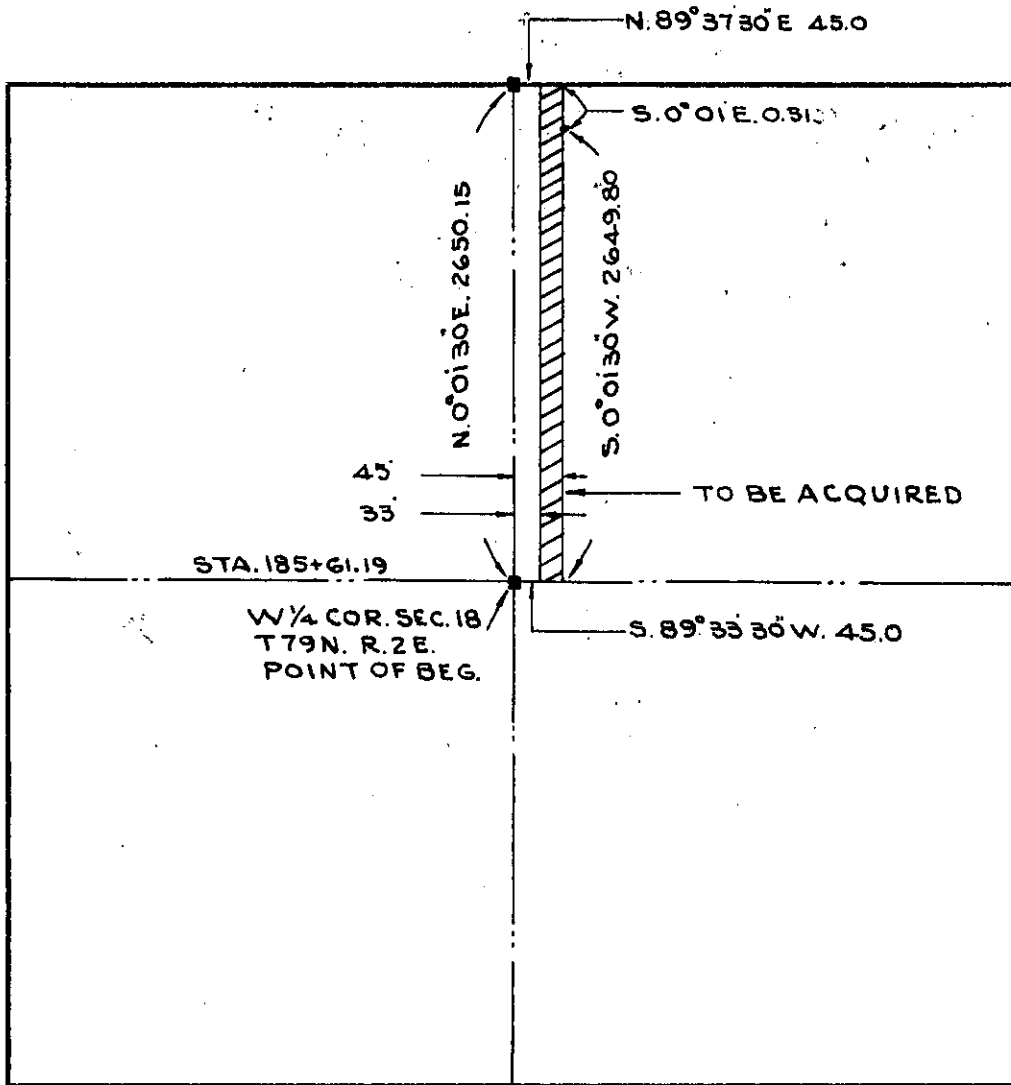 N. 89° 37' 30" E 45.0
S. 0° 01' E. 0.31
N. 0° 01' 30" E. 2650.15
S. 0° 01' 30" W. 2649.80
45'
33'
TO BE ACQUIRED
STA. 185+61.19
W 1/4 COR. SEC. 18
T79N. R.2E.
POINT OF BEG.
S. 89° 33' 30" W. 45.0